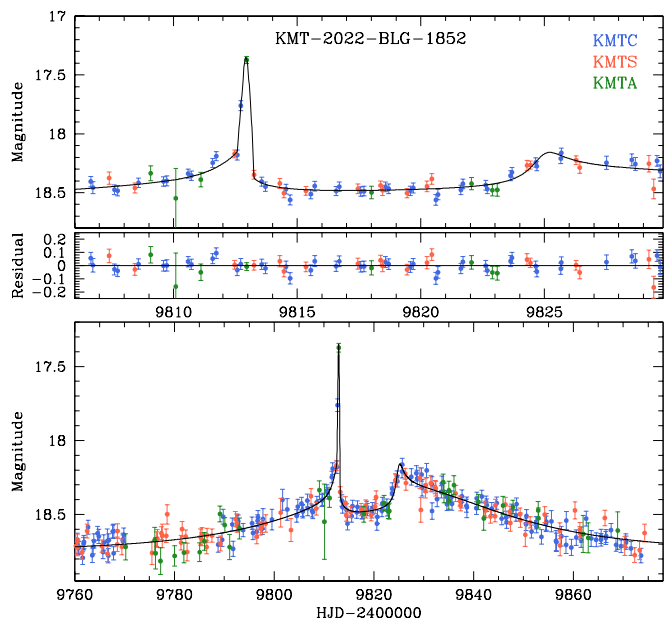 KMT-2022-BLG-1852
KMTC
KMTS
KMTA
Magnitude
17
17.5
18
18.5
Residual
0.2
0.1
0
-0.1
-0.2
9810 9815 9820 9825
Magnitude
17.5
18
18.5
9760 9780 9800 9820 9840 9860
HJD-2400000